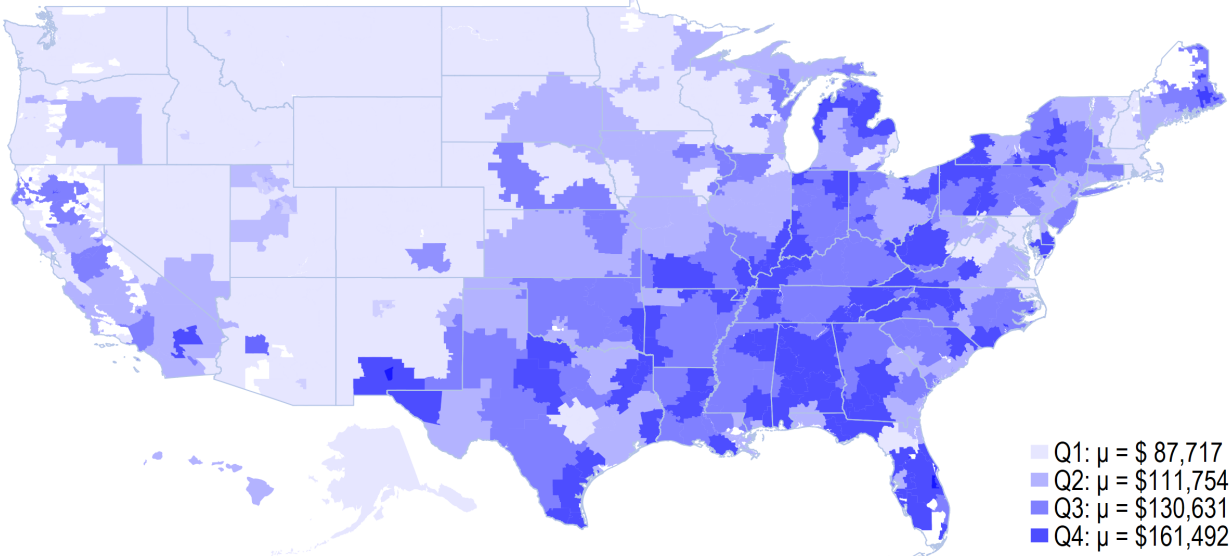 Q1: μ = $ 87,717
Q2: μ = $111,754
Q3: μ = $130,631
Q4: μ = $161,492